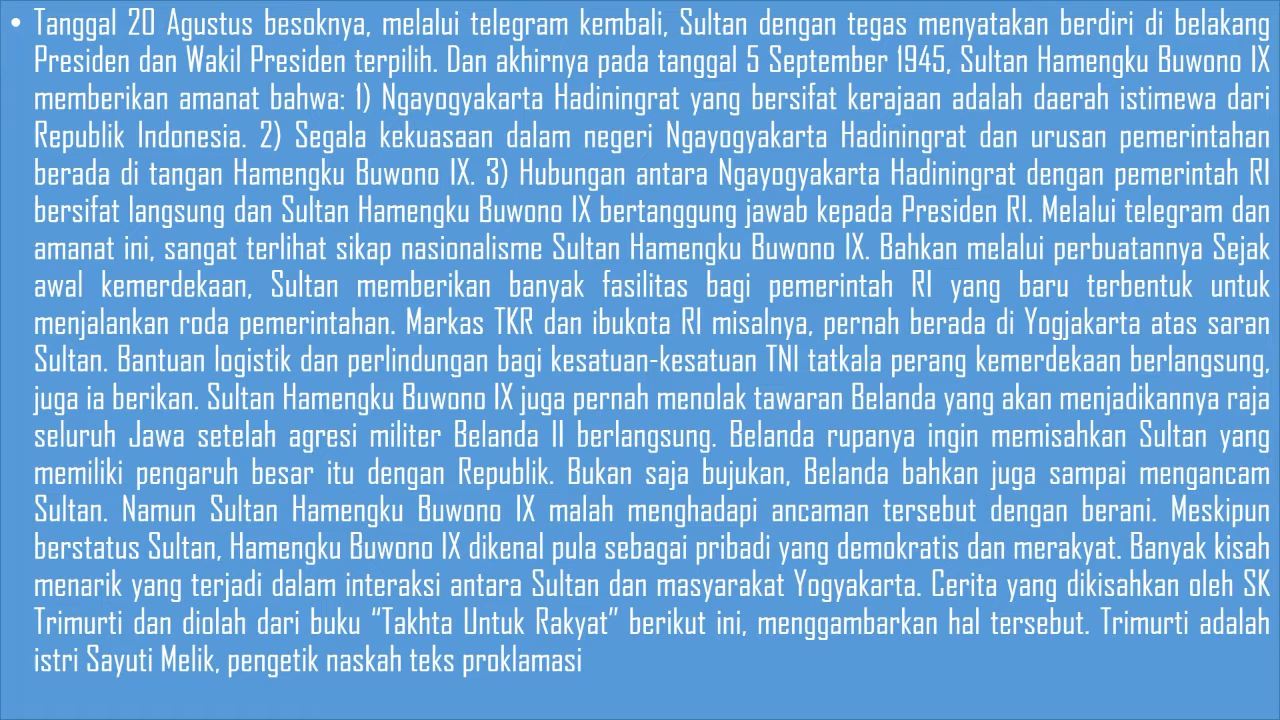 • Tanggal 20 Agustus besoknya, melalui telegram kembali, Sultan dengan tegas menyatakan berdiri di belakang
Presiden dan Wakil Presiden terpilih. Dan akhirnya pada tanggal 5 September 1945, Sultan Hamengku Buwono IX
memberikan amanat bahwa: 1) Ngayogyakarta Hadiningrat yang bersifat kerajaan adalah daerah istimewa dari
Republik Indonesia. 2) Segala kekuasaan dalam negeri Ngayogyakarta Hadiningrat dan urusan pemerintahan
berada di tangan Hamengku Buwono IX. 3) Hubungan antara Ngayogyakarta Hadiningrat dengan pemerintah RI
bersifat langsung dan Sultan Hamengku Buwono IX bertanggung jawab kepada Presiden RI. Melalui telegram dan
amanat ini, sangat terlihat sikap nasionalisme Sultan Hamengku Buwono IX. Bahkan melalui perbuatannya Sejak
awal kemerdekaan, Sultan memberikan banyak fasilitas bagi pemerintah RI yang baru terbentuk untuk
menjalankan roda pemerintahan. Markas TKR dan ibukota RI misalnya, pernah berada di Yogjakarta atas saran
Sultan. Bantuan logistik dan perlindungan bagi kesatuan-kesatuan TNI tatkala perang kemerdekaan berlangsung,
juga ia berikan. Sultan Hamengku Buwono IX juga pernah menolak tawaran Belanda yang akan menjadikannya raja
seluruh Jawa setelah agresi militer Belanda II berlangsung. Belanda rupanya ingin memisahkan Sultan yang
memiliki pengaruh besar itu dengan Republik. Bukan saja bujukan, Belanda bahkan juga sampai mengancam
Sultan. Namun Sultan Hamengku Buwono IX malah menghadapi ancaman tersebut dengan berani. Meskipun
berstatus Sultan, Hamengku Buwono IX dikenal pula sebagai pribadi yang demokratis dan merakyat. Banyak kisah
menarik yang terjadi dalam interaksi antara Sultan dan masyarakat Yogyakarta. Cerita yang dikisahkan oleh SK
Trimurti dan diolah dari buku “Takhta Untuk Rakyat” berikut ini, menggambarkan hal tersebut. Trimurti adalah
istri Sayuti Melik, pengetik naskah teks proklamasi